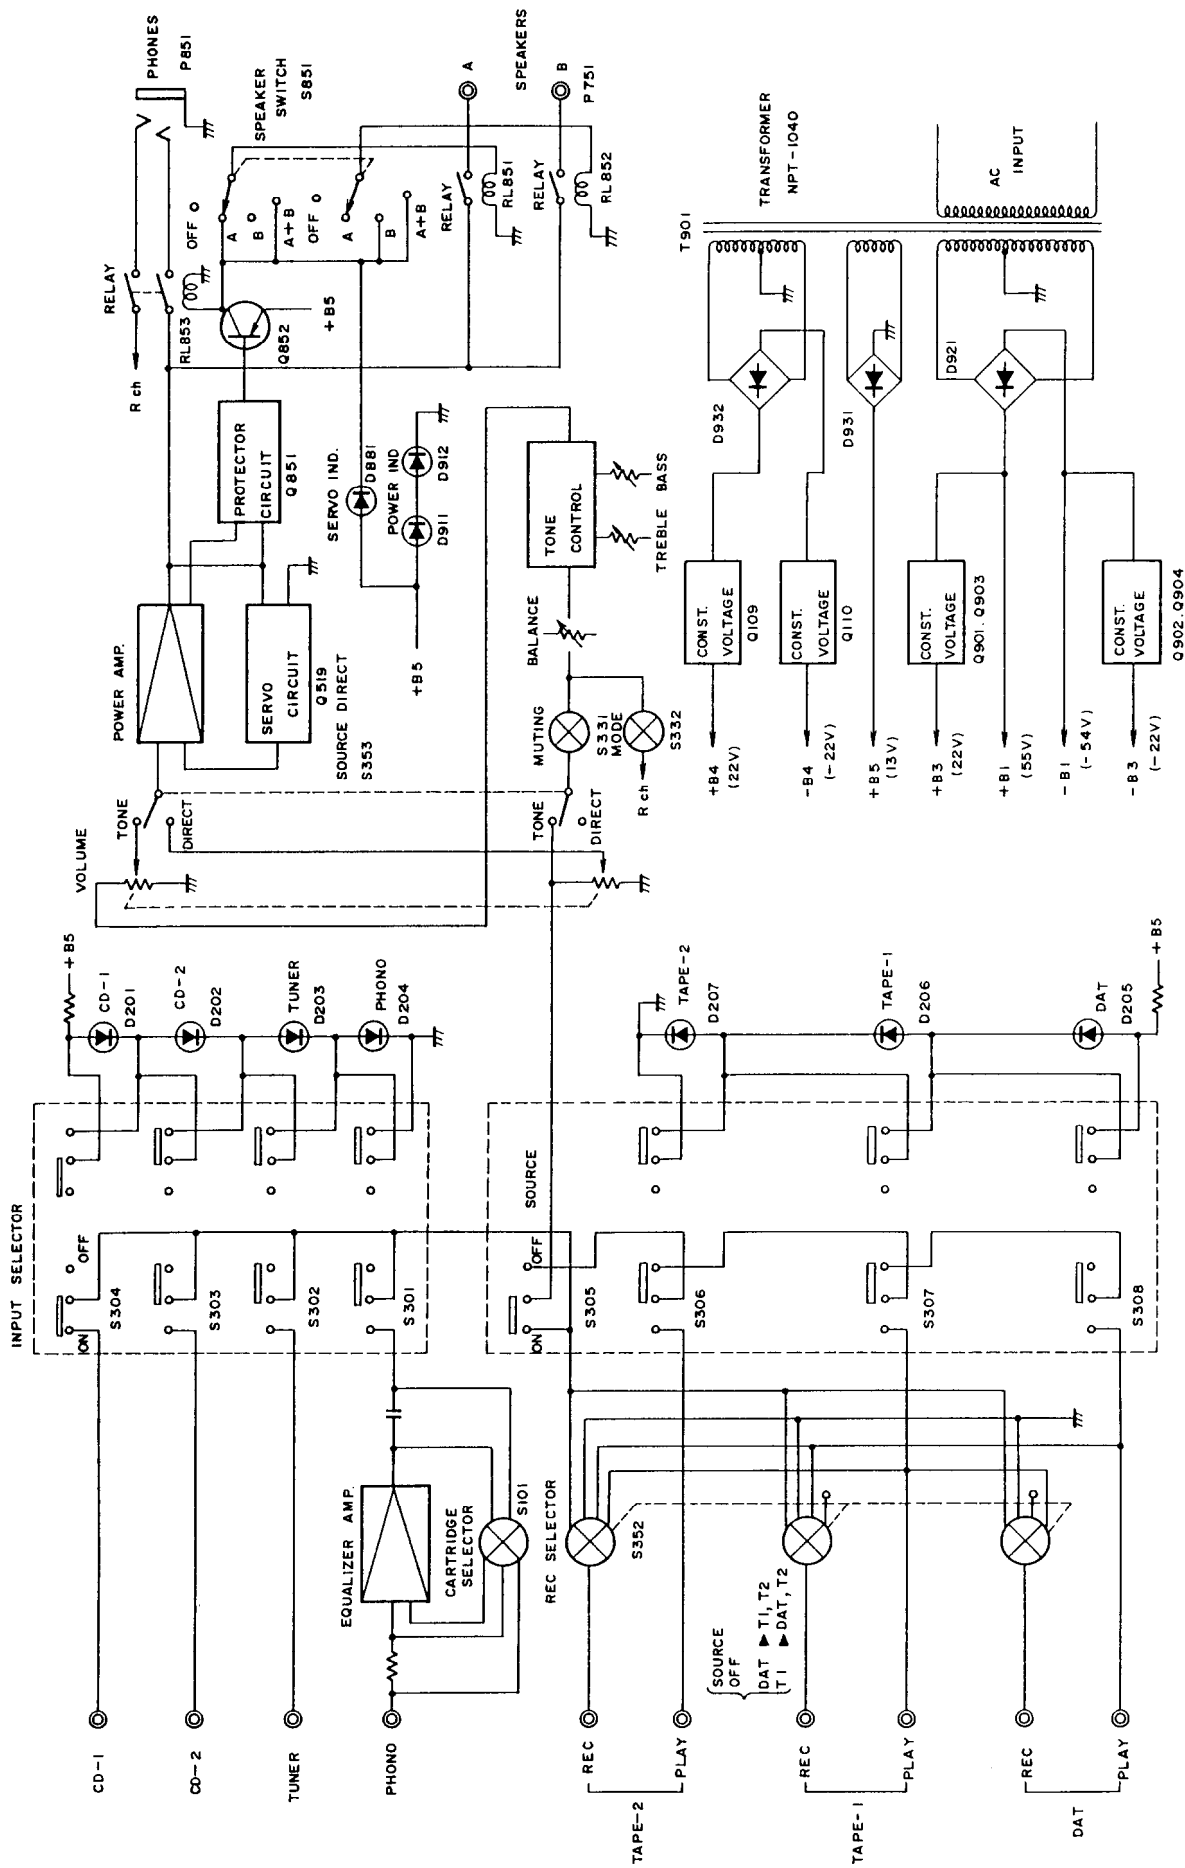 INPUT SELECTOR
CD-1
CD-2
TUNER
PHONO
EQUALIZER AMP.
CARTRIDGE
SELECTOR
S101
ON
OFF
S304
S303
S302
S301
+B5
CD-1
D201
CD-2
D202
TUNER
D203
PHONO
D204
VOLUME
TONE
DIRECT
POWER AMP.
SERVO
CIRCUIT
Q519
SOURCE DIRECT
S353
PROTECTOR
CIRCUIT
Q851
R ch
RELAY
RL853
Q852
+B5
PHONES
P851
SPEAKER
SWITCH
S851
OFF
A
B
A+B
OFF
A
B
A+B
SERVO IND.
D881
POWER IND
D911
D912
+B5
RELAY
RL851
RELAY
RL852
SPEAKERS
A
B
P751
REC SELECTOR
S352
REC
PLAY
TAPE-2
SOURCE
OFF
DAT ▶ T1, T2
T1 ▶ DAT, T2
REC
PLAY
TAPE-1
REC
PLAY
DAT
SOURCE
ON
OFF
S305
S306
S307
S308
TAPE-2
D207
TAPE-1
D206
DAT
D205
+B5
TONE
DIRECT
MUTING
S331
MODE
S332
R ch
BALANCE
TONE
CONTROL
TREBLE
BASS
+B4
(22V)
CONST.
VOLTAGE
Q109
D932
-B4
(-22V)
CONST.
VOLTAGE
Q110
+B5
(13V)
D931
+B3
(22V)
CONST.
VOLTAGE
Q901. Q903
D921
+B1
(55V)
-B1
(-54V)
-B3
(-22V)
CONST.
VOLTAGE
Q902. Q904
T901
TRANSFORMER
NPT-1040
AC
INPUT